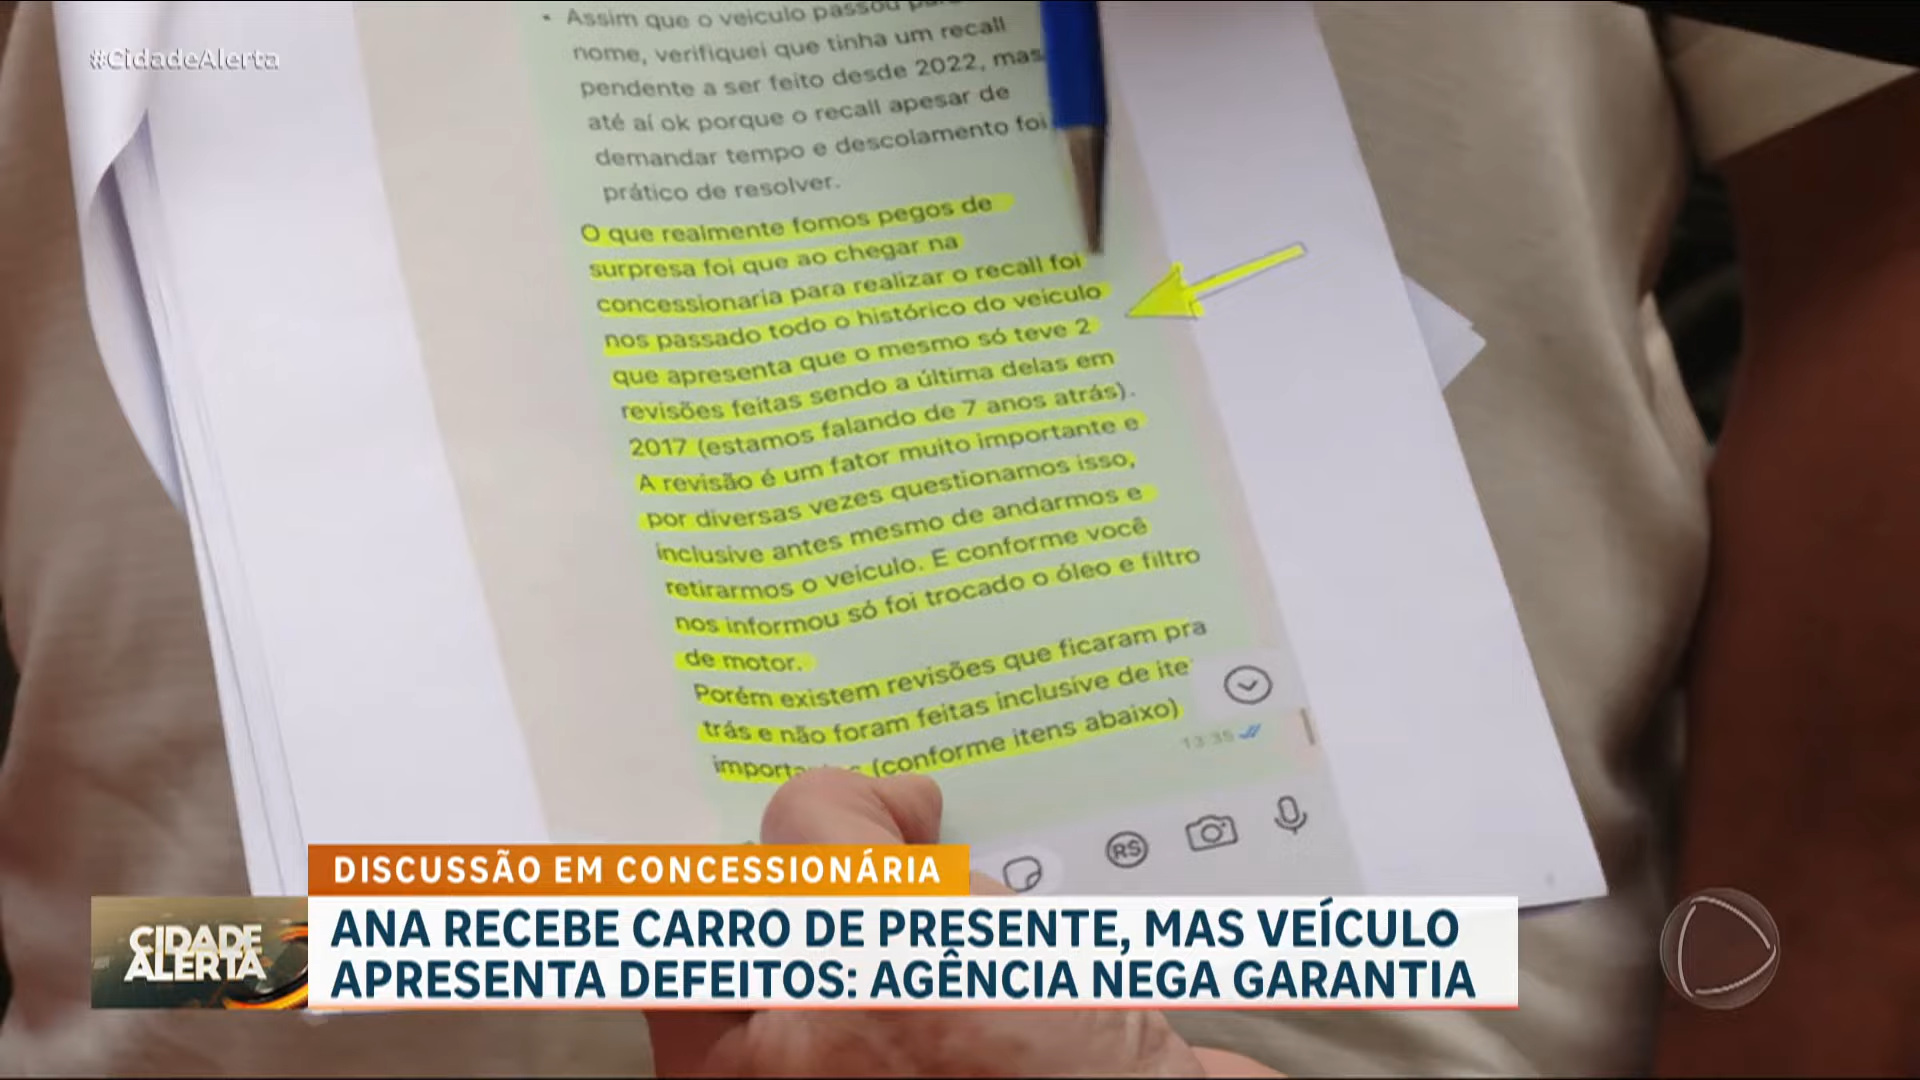 #CidadeAlerta
• Assim que o veiculo passou
nome, verifiquei que tinha um recall
pendente a ser feito desde 2022, mas
até aí ok porque o recall apesar de
demandar tempo e descolamento foi
prático de resolver.
O que realmente fomos pegos de
surpresa foi que ao chegar na
concessionaria para realizar o recall foi
nos passado todo o histórico do veiculo
que apresenta que o mesmo só teve 2
revisões feitas sendo a última delas em
2017 (estamos falando de 7 anos atrás).
A revisão é um fator muito importante e
por diversas vezes questionamos isso,
inclusive antes mesmo de andarmos e
retirarmos o veiculo. E conforme você
nos informou só foi trocado o óleo e filtro
de motor.
Porém existem revisões que ficaram pra
trás e não foram feitas inclusive de ite
(conforme itens abaixo)
13:35
R$
DISCUSSÃO EM CONCESSIONÁRIA
CIDADE
ALERTA
ANA RECEBE CARRO DE PRESENTE, MAS VEÍCULO
APRESENTA DEFEITOS: AGÊNCIA NEGA GARANTIA